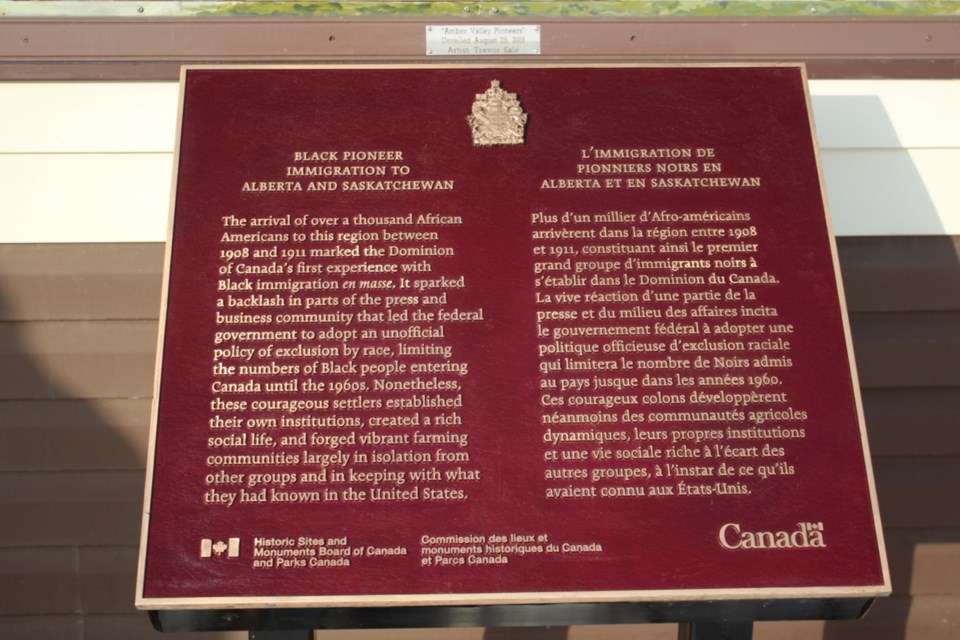 "Amber Valley Pioneers"
Unveiled August 25, 2013
Artist Trevor Sale
BLACK PIONEER
IMMIGRATION TO
ALBERTA AND SASKATCHEWAN
The arrival of over a thousand African
Americans to this region between
1908 and 1911 marked the Dominion
of Canada's first experience with
Black immigration en masse. It sparked
a backlash in parts of the press and
business community that led the federal
government to adopt an unofficial
policy of exclusion by race, limiting
the numbers of Black people entering
Canada until the 1960s. Nonetheless,
these courageous settlers established
their own institutions, created a rich
social life, and forged vibrant farming
communities largely in isolation from
other groups and in keeping with what
they had known in the United States.
L'IMMIGRATION DE
PIONNIERS NOIRS EN
ALBERTA ET EN SASKATCHEWAN
Plus d'un millier d'Afro-américains
arrivèrent dans la région entre 1908
et 1911, constituant ainsi le premier
grand groupe d'immigrants noirs à
s'établir dans le Dominion du Canada.
La vive réaction d'une partie de la
presse et du milieu des affaires incita
le gouvernement fédéral à adopter une
politique officieuse d'exclusion raciale
qui limitera le nombre de Noirs admis
au pays jusque dans les années 1960.
Ces courageux colons développèrent
néanmoins des communautés agricoles
dynamiques, leurs propres institutions
et une vie sociale riche à l'écart des
autres groupes, à l'instar de ce qu'ils
avaient connu aux États-Unis.
Historic Sites and
Monuments Board of Canada
and Parks Canada
Commission des lieux et
monuments historiques du Canada
et Parcs Canada
Canada